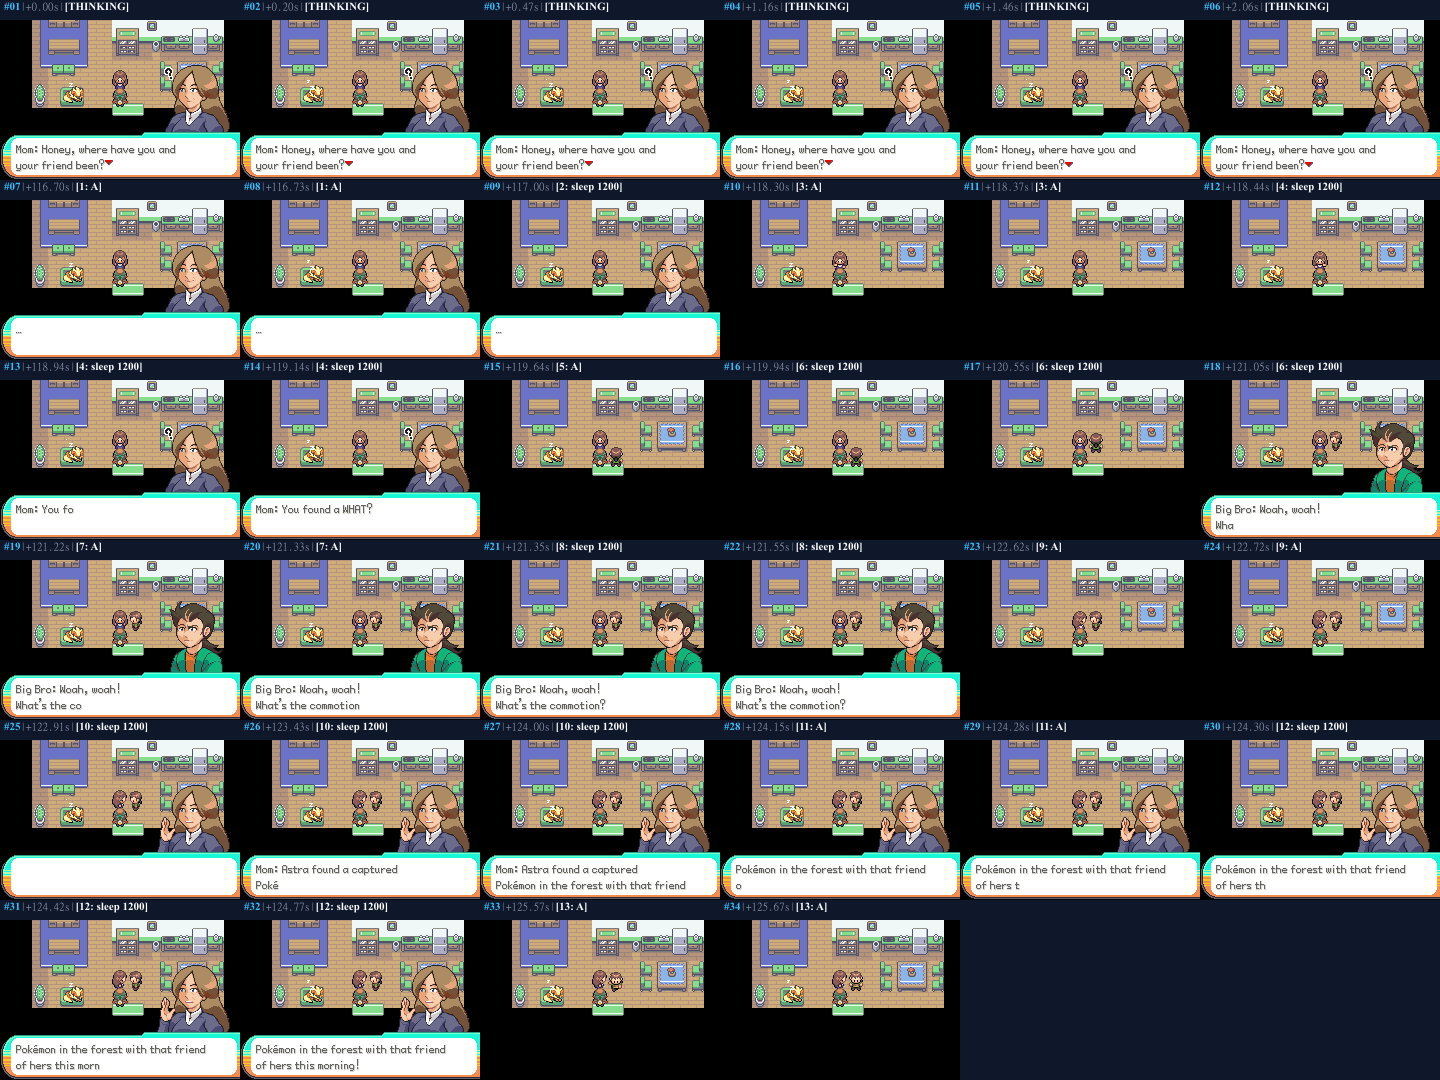 #01|+0.00s|[THINKING]
Mom: Honey, where have you and
your friend been?
#02|+0.20s|[THINKING]
Mom: Honey, where have you and
your friend been?
#03|+0.47s|[THINKING]
Mom: Honey, where have you and
your friend been?
#04|+1.16s|[THINKING]
Mom: Honey, where have you and
your friend been?
#05|+1.46s|[THINKING]
Mom: Honey, where have you and
your friend been?
#06|+2.06s|[THINKING]
Mom: Honey, where have you and
your friend been?
#07|+116.70s|[1: A]
...
#08|+116.73s|[1: A]
...
#09|+117.00s|[2: sleep 1200]
...
#10|+118.30s|[3: A]
#11|+118.37s|[3: A]
#12|+118.44s|[4: sleep 1200]
#13|+118.94s|[4: sleep 1200]
Mom: You fo
#14|+119.14s|[4: sleep 1200]
Mom: You found a WHAT?
#15|+119.64s|[5: A]
#16|+119.94s|[6: sleep 1200]
#17|+120.55s|[6: sleep 1200]
#18|+121.05s|[6: sleep 1200]
Big Bro: Woah, woah!
Wha
#19|+121.22s|[7: A]
Big Bro: Woah, woah!
What's the co
#20|+121.33s|[7: A]
Big Bro: Woah, woah!
What's the commotion
#21|+121.35s|[8: sleep 1200]
Big Bro: Woah, woah!
What's the commotion?
#22|+121.55s|[8: sleep 1200]
Big Bro: Woah, woah!
What's the commotion?
#23|+122.62s|[9: A]
#24|+122.72s|[9: A]
#25|+122.91s|[10: sleep 1200]
#26|+123.43s|[10: sleep 1200]
Mom: Astra found a captured
Poké
#27|+124.00s|[10: sleep 1200]
Mom: Astra found a captured
Pokémon in the forest with that friend
#28|+124.15s|[11: A]
Pokémon in the forest with that friend
o
#29|+124.28s|[11: A]
Pokémon in the forest with that friend
of hers t
#30|+124.30s|[12: sleep 1200]
Pokémon in the forest with that friend
of hers th
#31|+124.42s|[12: sleep 1200]
Pokémon in the forest with that friend
of hers this morn
#32|+124.77s|[12: sleep 1200]
Pokémon in the forest with that friend
of hers this morning!
#33|+125.57s|[13: A]
#34|+125.67s|[13: A]